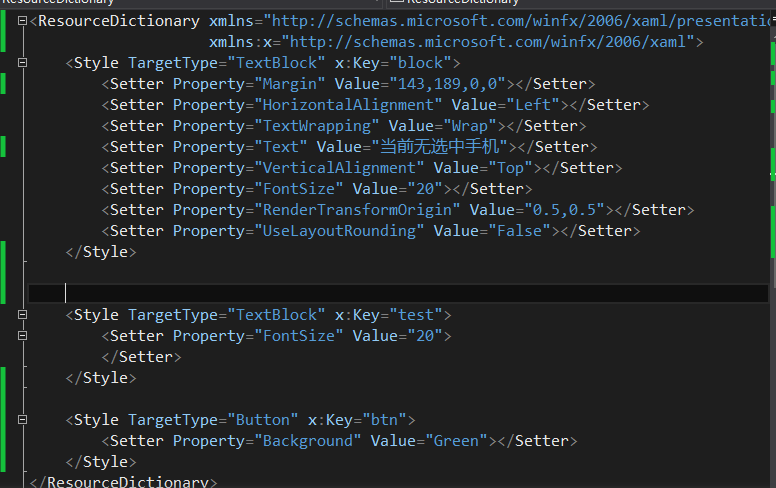 ResourceDictionary
ResourceDictionary
<ResourceDictionary xmlns="http://schemas.microsoft.com/winfx/2006/xaml/presentatio
xmlns:x="http://schemas.microsoft.com/winfx/2006/xaml">
<Style TargetType="TextBlock" x:Key="block">
<Setter Property="Margin" Value="143,189,0,0"></Setter>
<Setter Property="HorizontalAlignment" Value="Left"></Setter>
<Setter Property="TextWrapping" Value="Wrap"></Setter>
<Setter Property="Text" Value="当前无选中手机"></Setter>
<Setter Property="VerticalAlignment" Value="Top"></Setter>
<Setter Property="FontSize" Value="20"></Setter>
<Setter Property="RenderTransformOrigin" Value="0.5,0.5"></Setter>
<Setter Property="UseLayoutRounding" Value="False"></Setter>
</Style>
<Style TargetType="TextBlock" x:Key="test">
<Setter Property="FontSize" Value="20">
</Setter>
</Style>
<Style TargetType="Button" x:Key="btn">
<Setter Property="Background" Value="Green"></Setter>
</Style>
</ResourceDictionary>